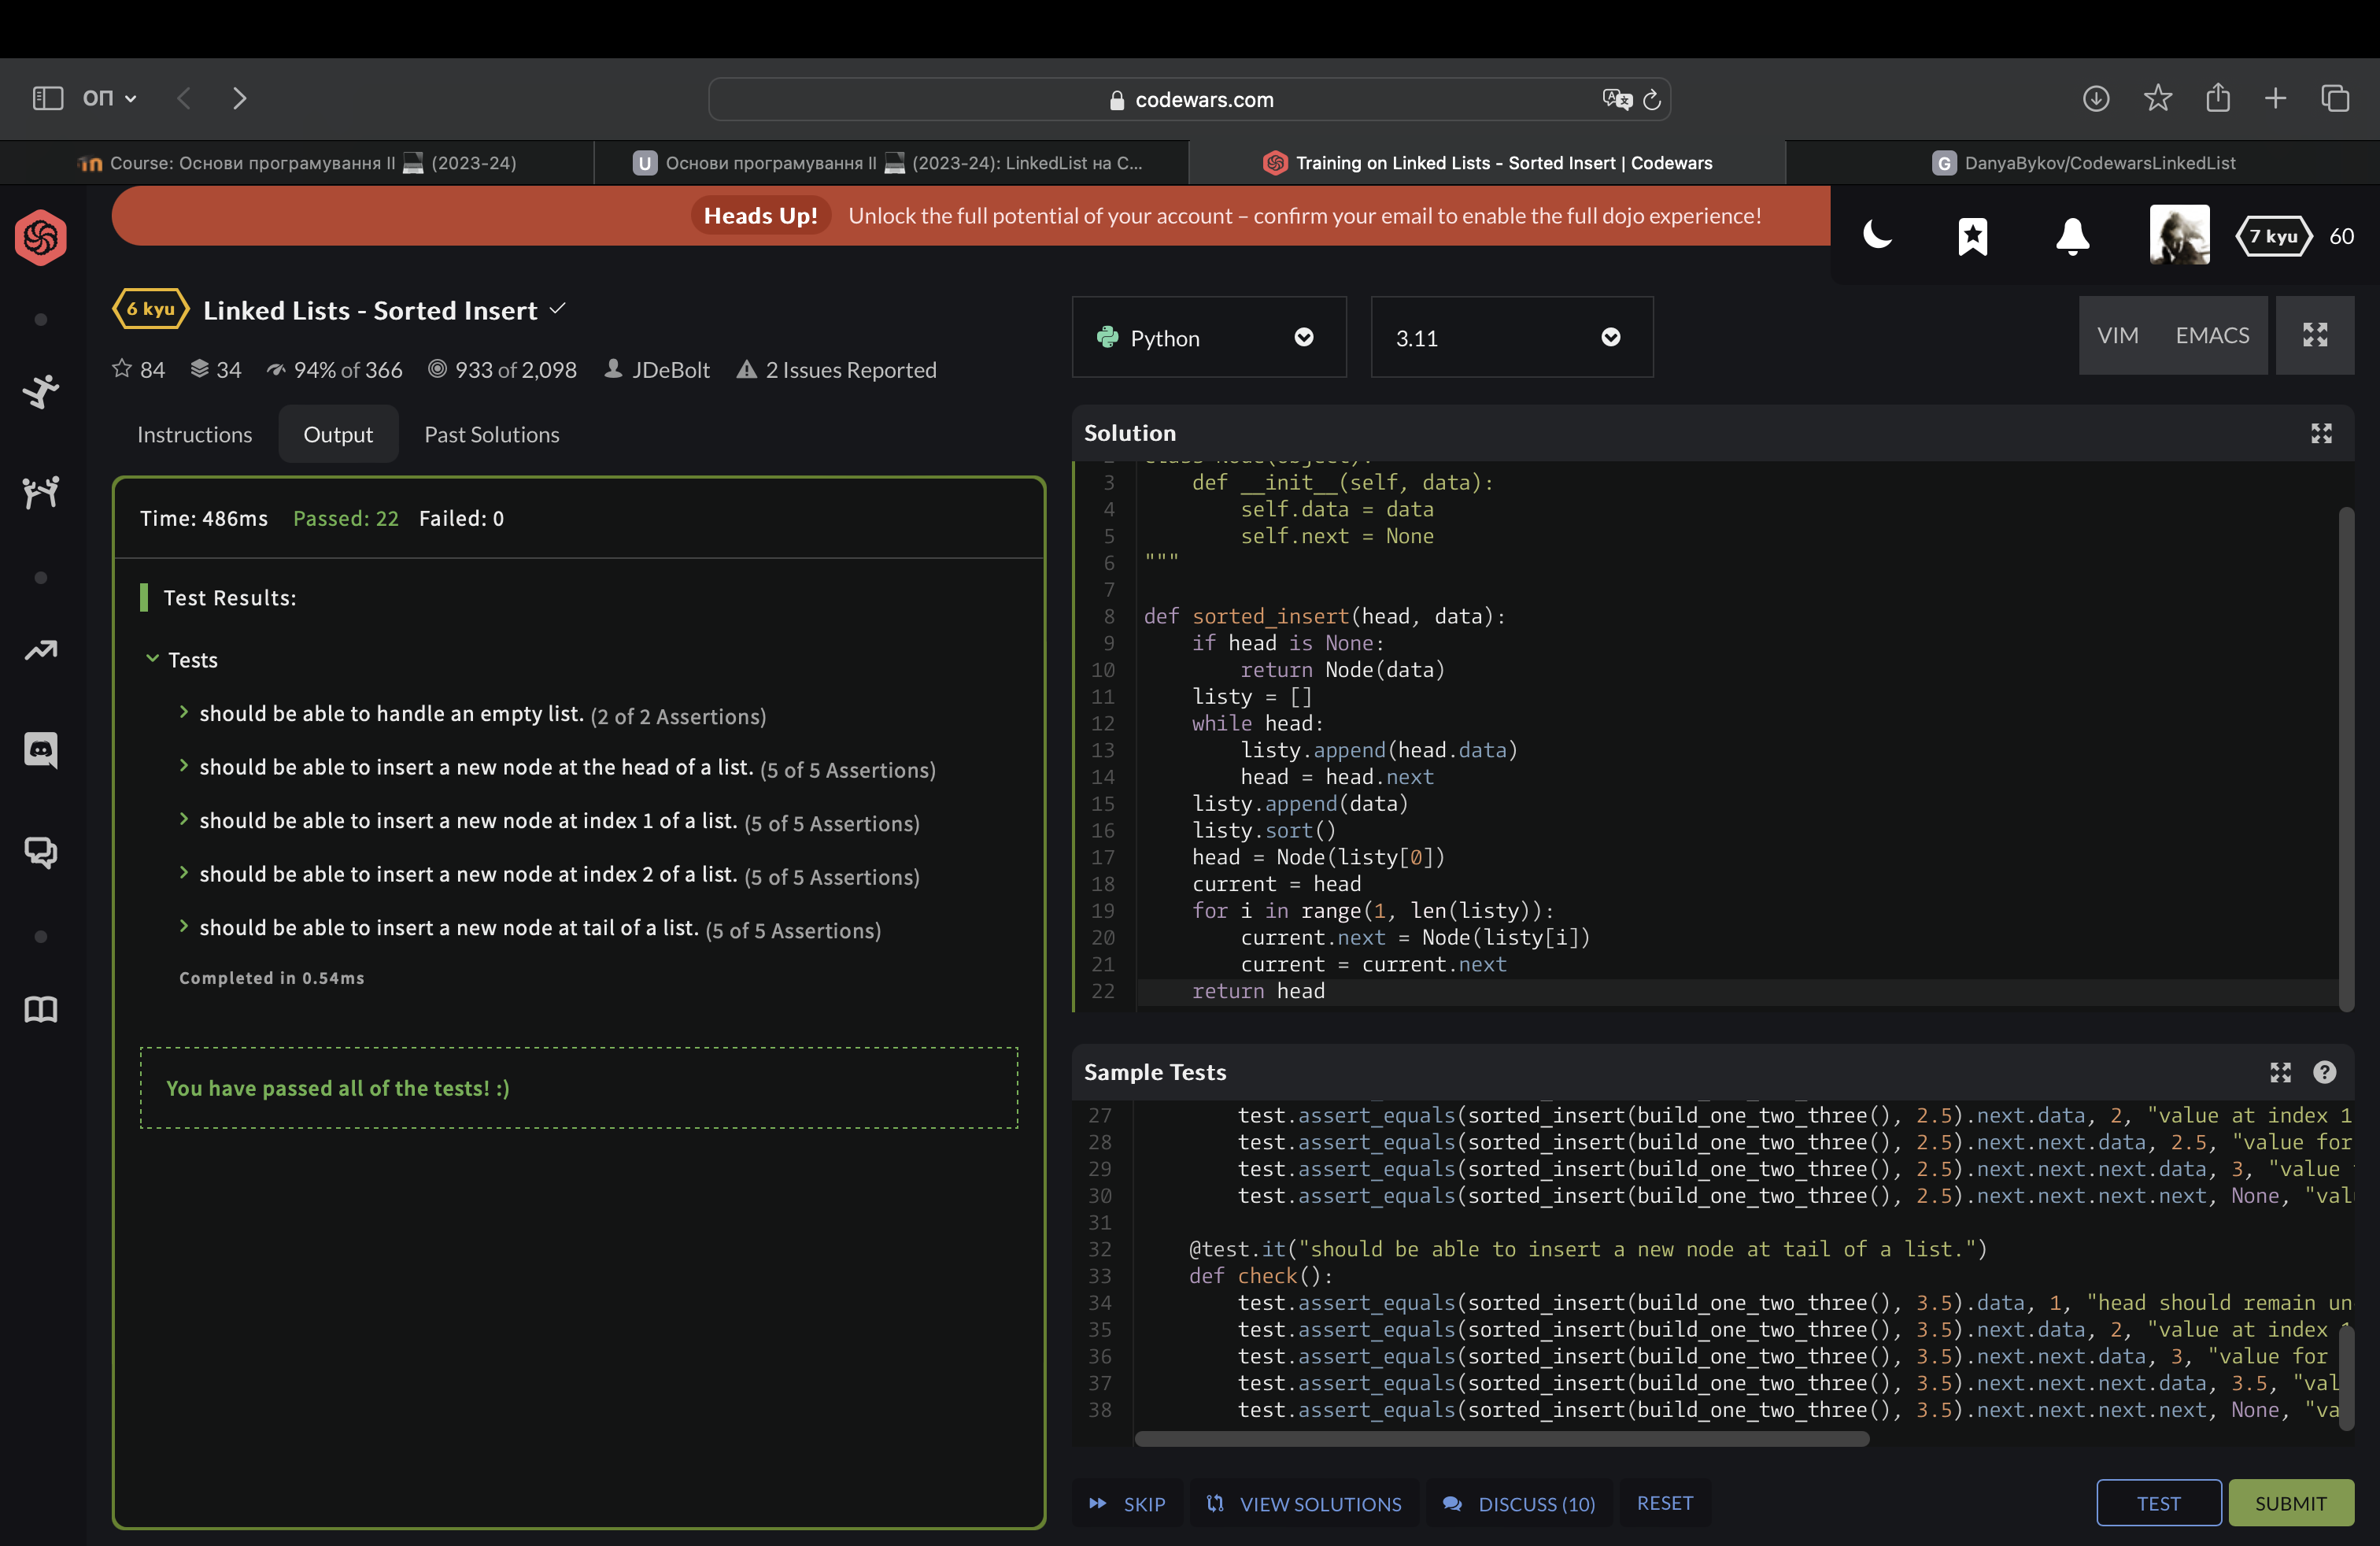 ОП
codewars.com
Course: Основи програмування II 💻 (2023-24)
U Основи програмування II 💻 (2023-24): LinkedList на C...
Training on Linked Lists - Sorted Insert | Codewars
G DanyaBykov/CodewarsLinkedList
Heads Up! Unlock the full potential of your account – confirm your email to enable the full dojo experience!
7 kyu 60
6 kyu Linked Lists - Sorted Insert
84 34 94% of 366 933 of 2,098 JDeBolt 2 Issues Reported
Instructions Output Past Solutions
Time: 486ms Passed: 22 Failed: 0
Test Results:
Tests
should be able to handle an empty list. (2 of 2 Assertions)
should be able to insert a new node at the head of a list. (5 of 5 Assertions)
should be able to insert a new node at index 1 of a list. (5 of 5 Assertions)
should be able to insert a new node at index 2 of a list. (5 of 5 Assertions)
should be able to insert a new node at tail of a list. (5 of 5 Assertions)
Completed in 0.54ms
You have passed all of the tests! :)
Python 3.11 VIM EMACS
Solution
2 class Node(object):
3     def __init__(self, data):
4         self.data = data
5         self.next = None
6 """
7
8 def sorted_insert(head, data):
9     if head is None:
10         return Node(data)
11     listy = []
12     while head:
13         listy.append(head.data)
14         head = head.next
15     listy.append(data)
16     listy.sort()
17     head = Node(listy[0])
18     current = head
19     for i in range(1, len(listy)):
20         current.next = Node(listy[i])
21         current = current.next
22     return head
Sample Tests
27         test.assert_equals(sorted_insert(build_one_two_three(), 2.5).next.data, 2, "value at index 1
28         test.assert_equals(sorted_insert(build_one_two_three(), 2.5).next.next.data, 2.5, "value for
29         test.assert_equals(sorted_insert(build_one_two_three(), 2.5).next.next.next.data, 3, "value
30         test.assert_equals(sorted_insert(build_one_two_three(), 2.5).next.next.next.next, None, "val
31
32     @test.it("should be able to insert a new node at tail of a list.")
33     def check():
34         test.assert_equals(sorted_insert(build_one_two_three(), 3.5).data, 1, "head should remain un
35         test.assert_equals(sorted_insert(build_one_two_three(), 3.5).next.data, 2, "value at index 1
36         test.assert_equals(sorted_insert(build_one_two_three(), 3.5).next.next.data, 3, "value for
37         test.assert_equals(sorted_insert(build_one_two_three(), 3.5).next.next.next.data, 3.5, "val
38         test.assert_equals(sorted_insert(build_one_two_three(), 3.5).next.next.next.next, None, "va
SKIP VIEW SOLUTIONS DISCUSS (10) RESET TEST SUBMIT